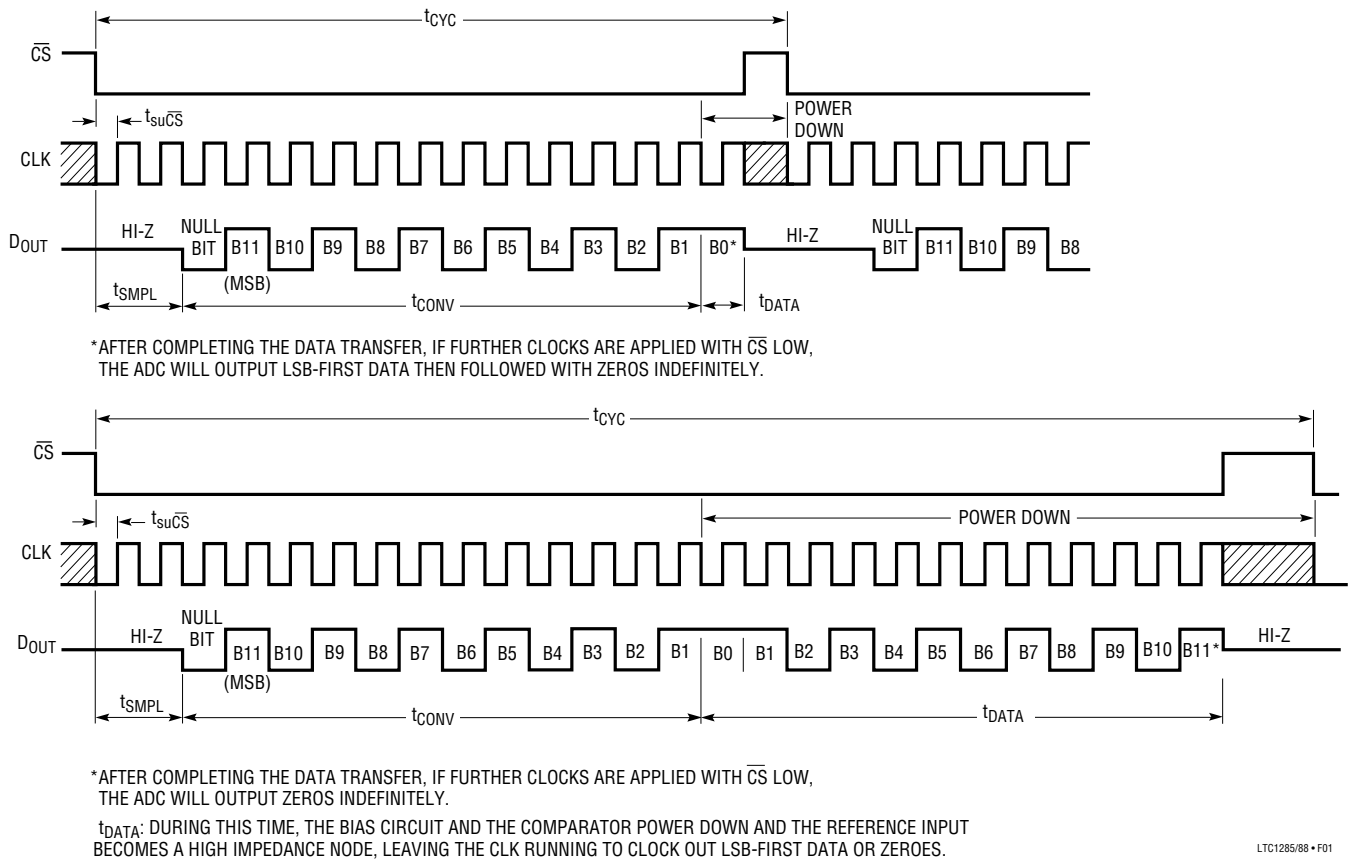 tCYC
CS
POWER
DOWN
tsuCS
CLK
DOUT
HI-Z
NULL
BIT
B11
B10
B9
B8
B7
B6
B5
B4
B3
B2
B1
B0*
HI-Z
NULL
BIT
B11
B10
B9
B8
(MSB)
tSMPL
tCONV
tDATA
*AFTER COMPLETING THE DATA TRANSFER, IF FURTHER CLOCKS ARE APPLIED WITH CS LOW,
THE ADC WILL OUTPUT LSB-FIRST DATA THEN FOLLOWED WITH ZEROS INDEFINITELY.
tCYC
CS
tsuCS
POWER DOWN
CLK
DOUT
HI-Z
NULL
BIT
B11
B10
B9
B8
B7
B6
B5
B4
B3
B2
B1
B0
B1
B2
B3
B4
B5
B6
B7
B8
B9
B10
B11*
HI-Z
(MSB)
tSMPL
tCONV
tDATA
*AFTER COMPLETING THE DATA TRANSFER, IF FURTHER CLOCKS ARE APPLIED WITH CS LOW,
THE ADC WILL OUTPUT ZEROS INDEFINITELY.
tDATA: DURING THIS TIME, THE BIAS CIRCUIT AND THE COMPARATOR POWER DOWN AND THE REFERENCE INPUT
BECOMES A HIGH IMPEDANCE NODE, LEAVING THE CLK RUNNING TO CLOCK OUT LSB-FIRST DATA OR ZEROES.
LTC1285/88 • F01